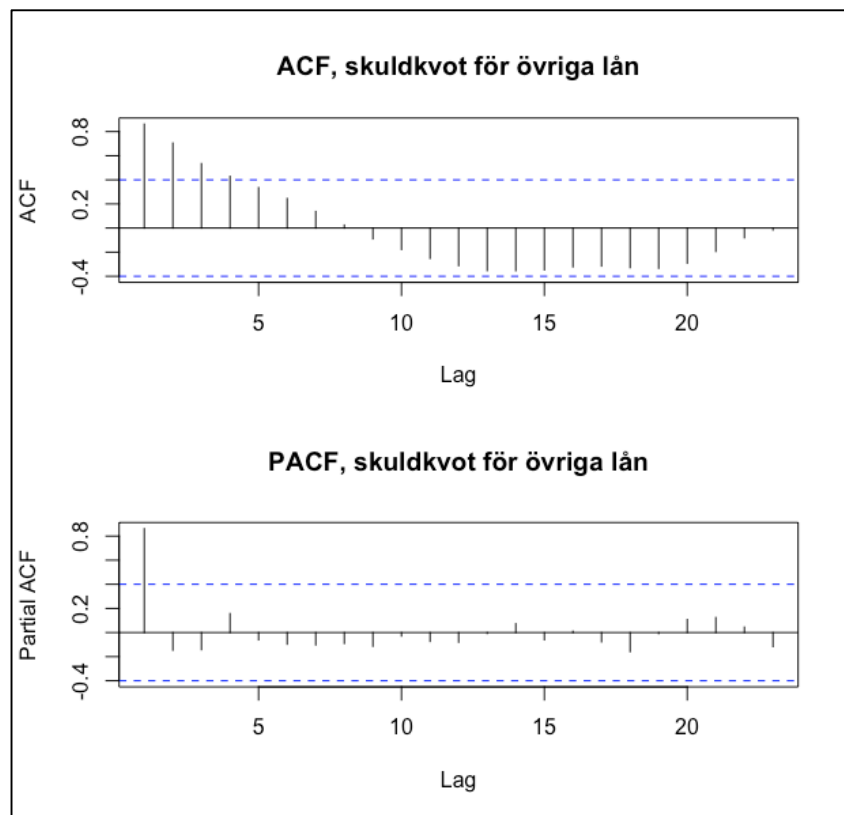 ACF, skuldkvot för övriga lån
ACF
0.8
0.2
-0.4
5 10 15 20
Lag
PACF, skuldkvot för övriga lån
Partial ACF
0.8
0.2
-0.4
5 10 15 20
Lag